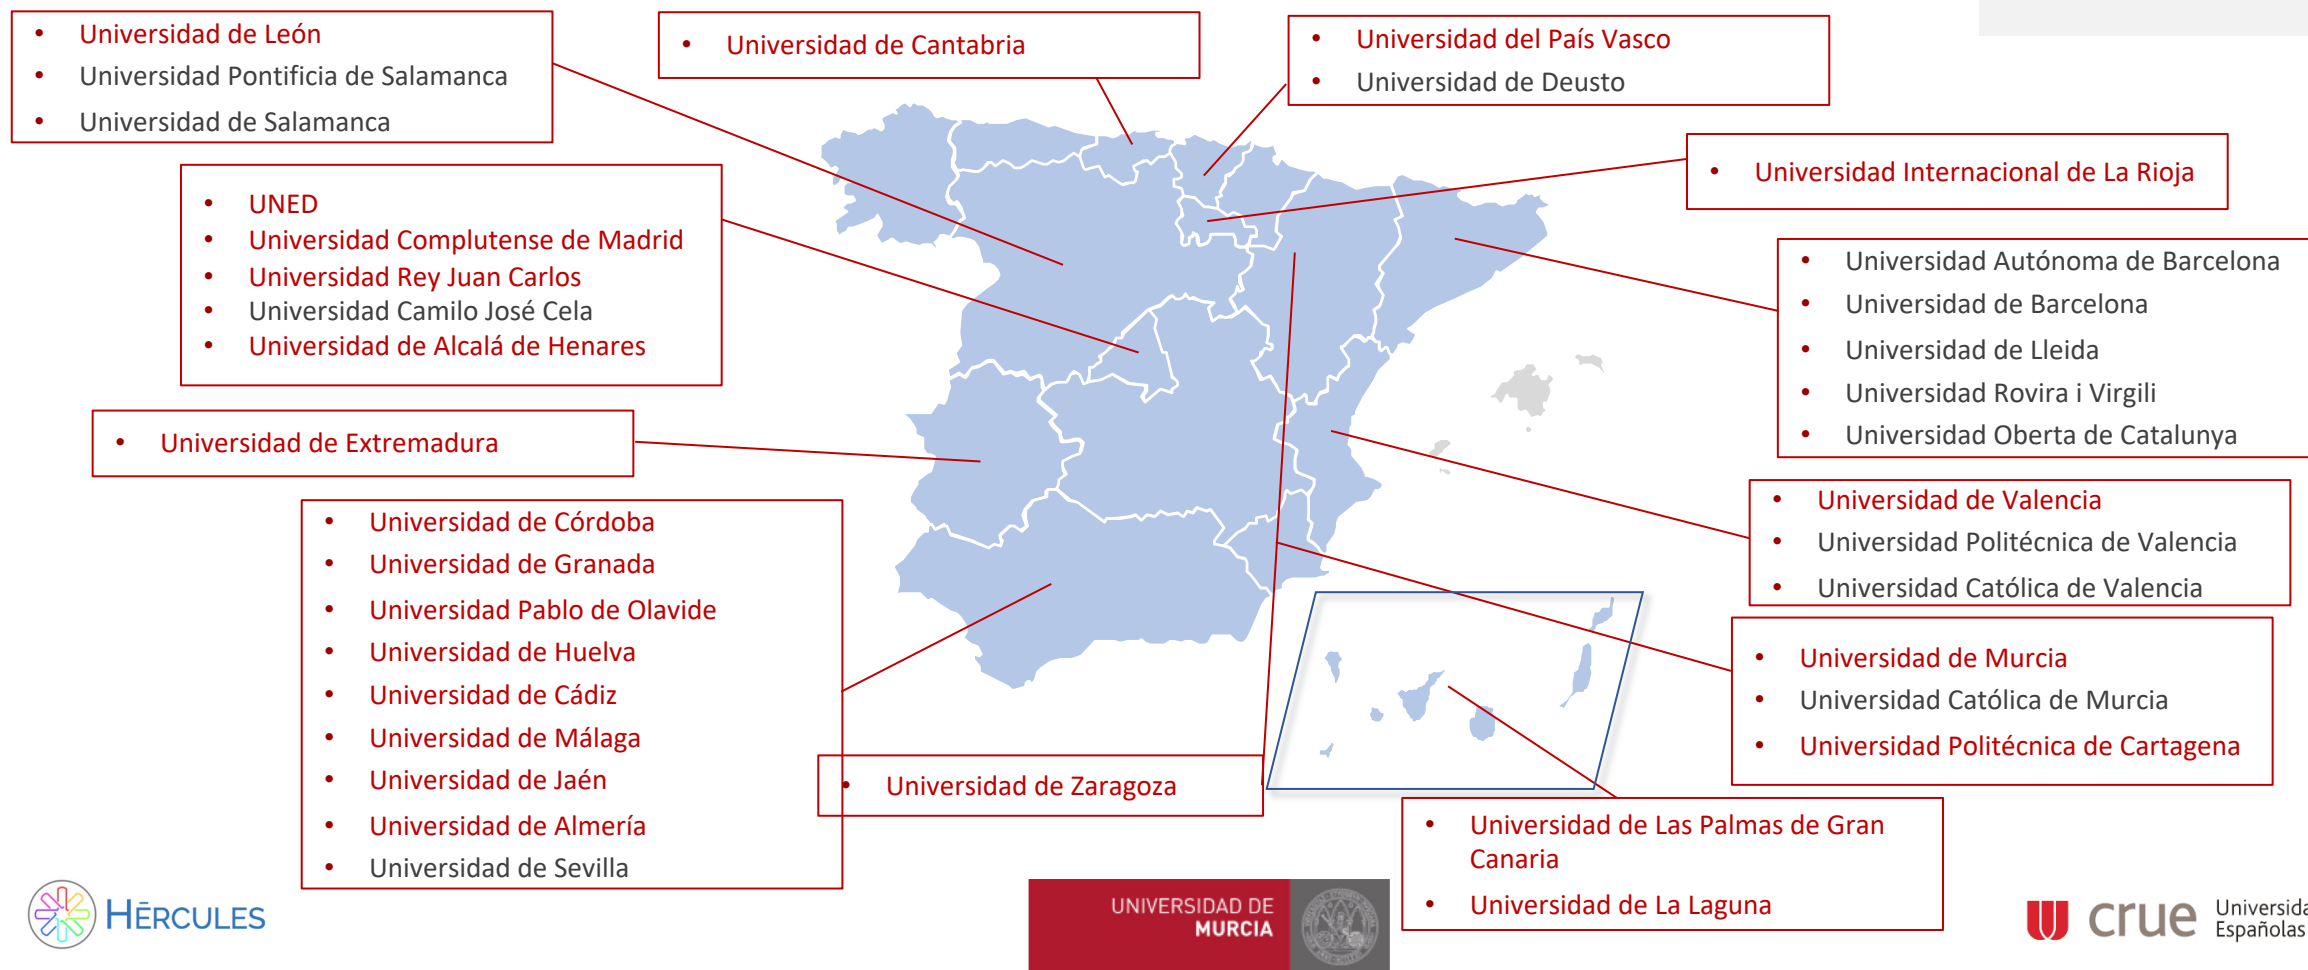 Universidad de León
Universidad Pontificia de Salamanca
Universidad de Salamanca
Universidad de Cantabria
Universidad del País Vasco
Universidad de Deusto
Universidad Internacional de La Rioja
UNED
Universidad Complutense de Madrid
Universidad Rey Juan Carlos
Universidad Camilo José Cela
Universidad de Alcalá de Henares
Universidad Autónoma de Barcelona
Universidad de Barcelona
Universidad de Lleida
Universidad Rovira i Virgili
Universidad Oberta de Catalunya
Universidad de Extremadura
Universidad de Valencia
Universidad Politécnica de Valencia
Universidad Católica de Valencia
Universidad de Córdoba
Universidad de Granada
Universidad Pablo de Olavide
Universidad de Huelva
Universidad de Cádiz
Universidad de Málaga
Universidad de Jaén
Universidad de Almería
Universidad de Sevilla
Universidad de Murcia
Universidad Católica de Murcia
Universidad Politécnica de Cartagena
Universidad de Zaragoza
Universidad de Las Palmas de Gran
Canaria
Universidad de La Laguna
HĒRCULES
UNIVERSIDAD DE
MURCIA
crue
Universida
Españolas